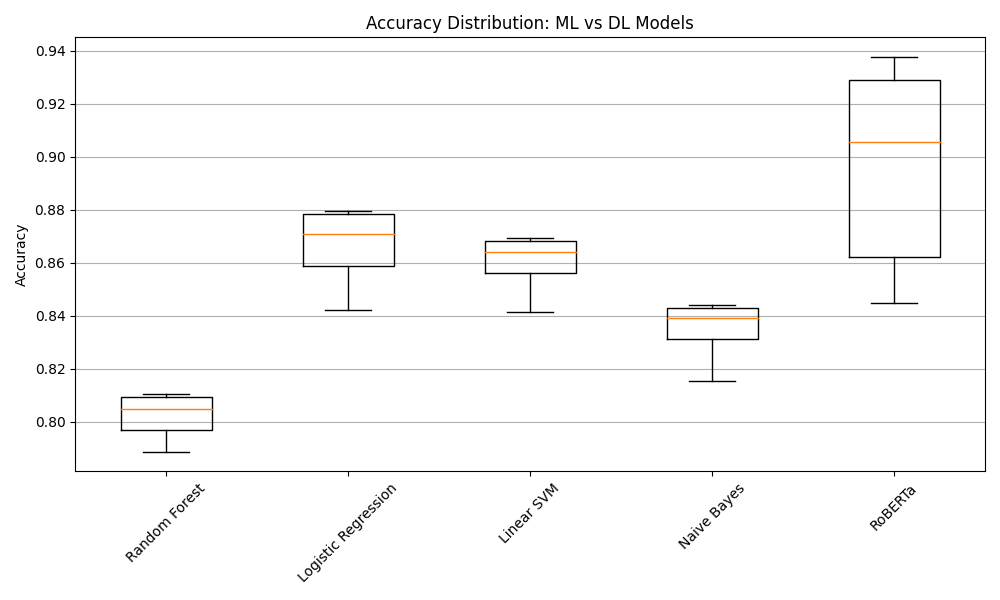 Accuracy Distribution: ML vs DL Models
Accuracy
0.94
0.92
0.90
0.88
0.86
0.84
0.82
0.80
Random Forest
Logistic Regression
Linear SVM
Naive Bayes
RoBERTa